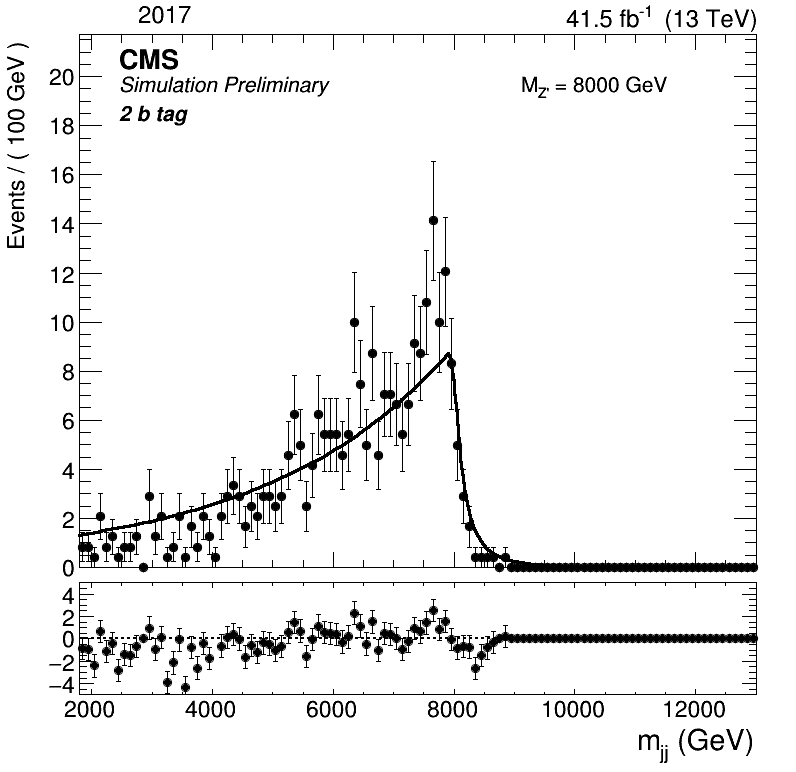 2017 41.5 fb⁻¹ (13 TeV)
CMS
Simulation Preliminary
M_Z' = 8000 GeV
2 b tag
Events / ( 100 GeV )
20
18
16
14
12
10
8
6
4
2
0
4
2
0
−2
−4
2000 4000 6000 8000 10000 12000
m_jj (GeV)